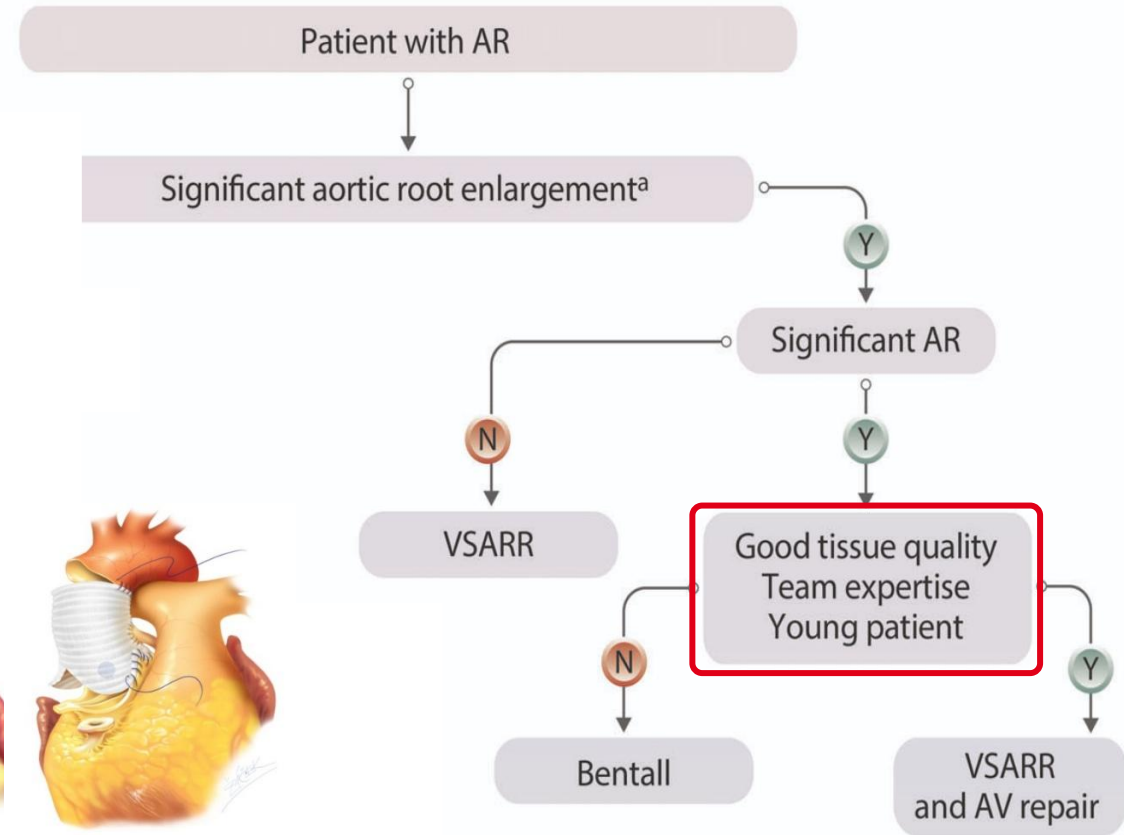 Patient with AR
Significant aortic root enlargementª
Y
Significant AR
N
Y
VSARR
Good tissue quality
Team expertise
Young patient
N
Y
Bentall
VSARR
and AV repair